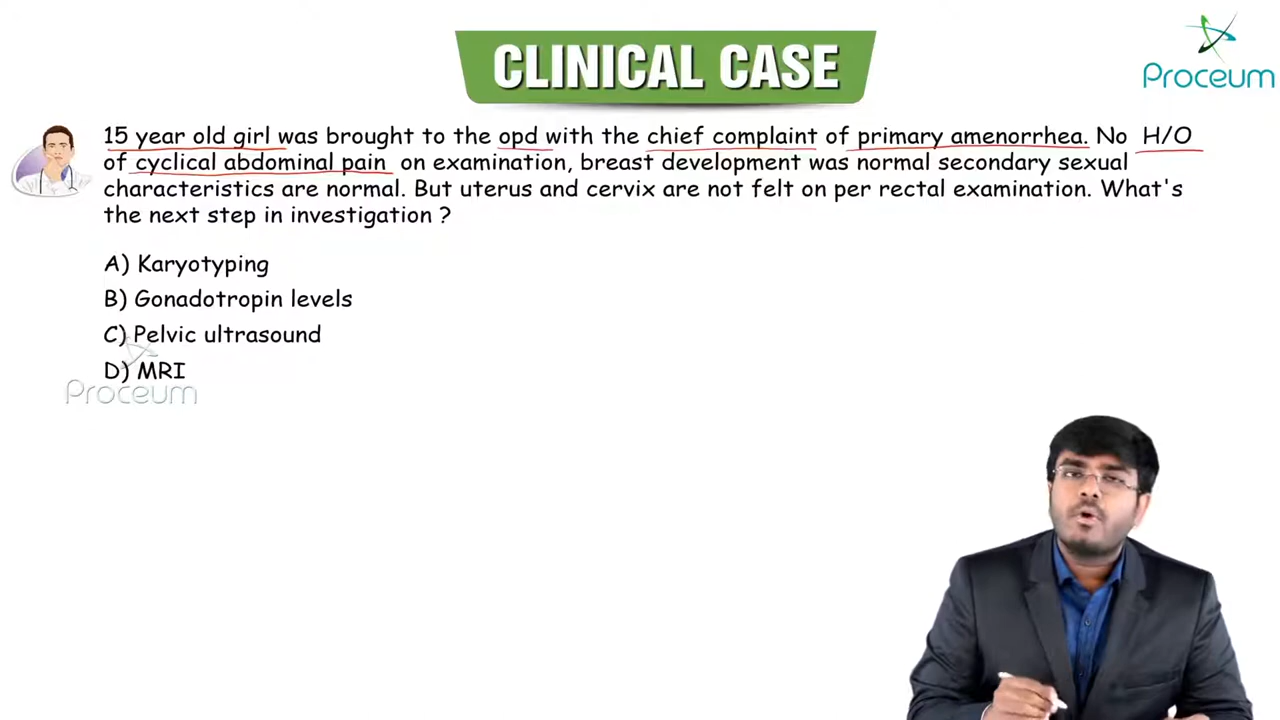 CLINICAL CASE
Proceum
15 year old girl was brought to the opd with the chief complaint of primary amenorrhea. No H/O
of cyclical abdominal pain on examination, breast development was normal secondary sexual
characteristics are normal. But uterus and cervix are not felt on per rectal examination. What's
the next step in investigation ?
A) Karyotyping
B) Gonadotropin levels
C) Pelvic ultrasound
D) MRI
Proceum